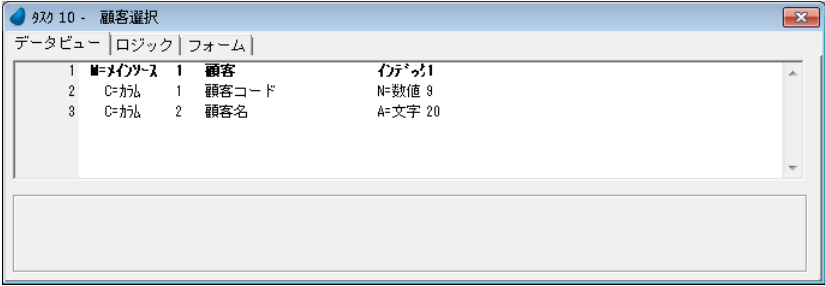 ﾀｽｸ 10 - 顧客選択
データビュー ロジック フォーム
1 M=ﾒｲﾝｿｰｽ 1 顧客 ｲﾝﾃﾞｯｸｽ1
2 C=ｶﾗﾑ 1 顧客コード N=数値 9
3 C=ｶﾗﾑ 2 顧客名 A=文字 20